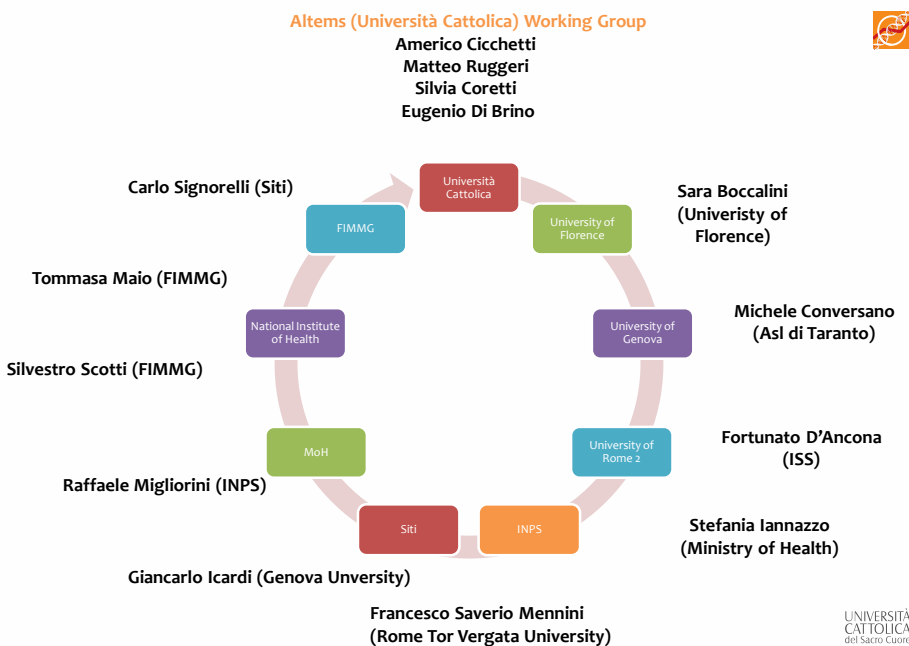 Altems (Università Cattolica) Working Group
Americo Cicchetti
Matteo Ruggeri
Silvia Coretti
Eugenio Di Brino
Università
Cattolica
Carlo Signorelli (Siti)
Sara Boccalini
(Univeristy of
Florence)
FIMMG
University of
Florence
Tommasa Maio (FIMMG)
Michele Conversano
(Asl di Taranto)
National Institute
of Health
University of
Genova
Silvestro Scotti (FIMMG)
Fortunato D'Ancona
(ISS)
MoH
University of
Rome 2
Raffaele Migliorini (INPS)
Stefania Iannazzo
(Ministry of Health)
Siti
INPS
Giancarlo Icardi (Genova Unversity)
Francesco Saverio Mennini
(Rome Tor Vergata University)
UNIVERSITÀ
CATTOLICA
del Sacro Cuore